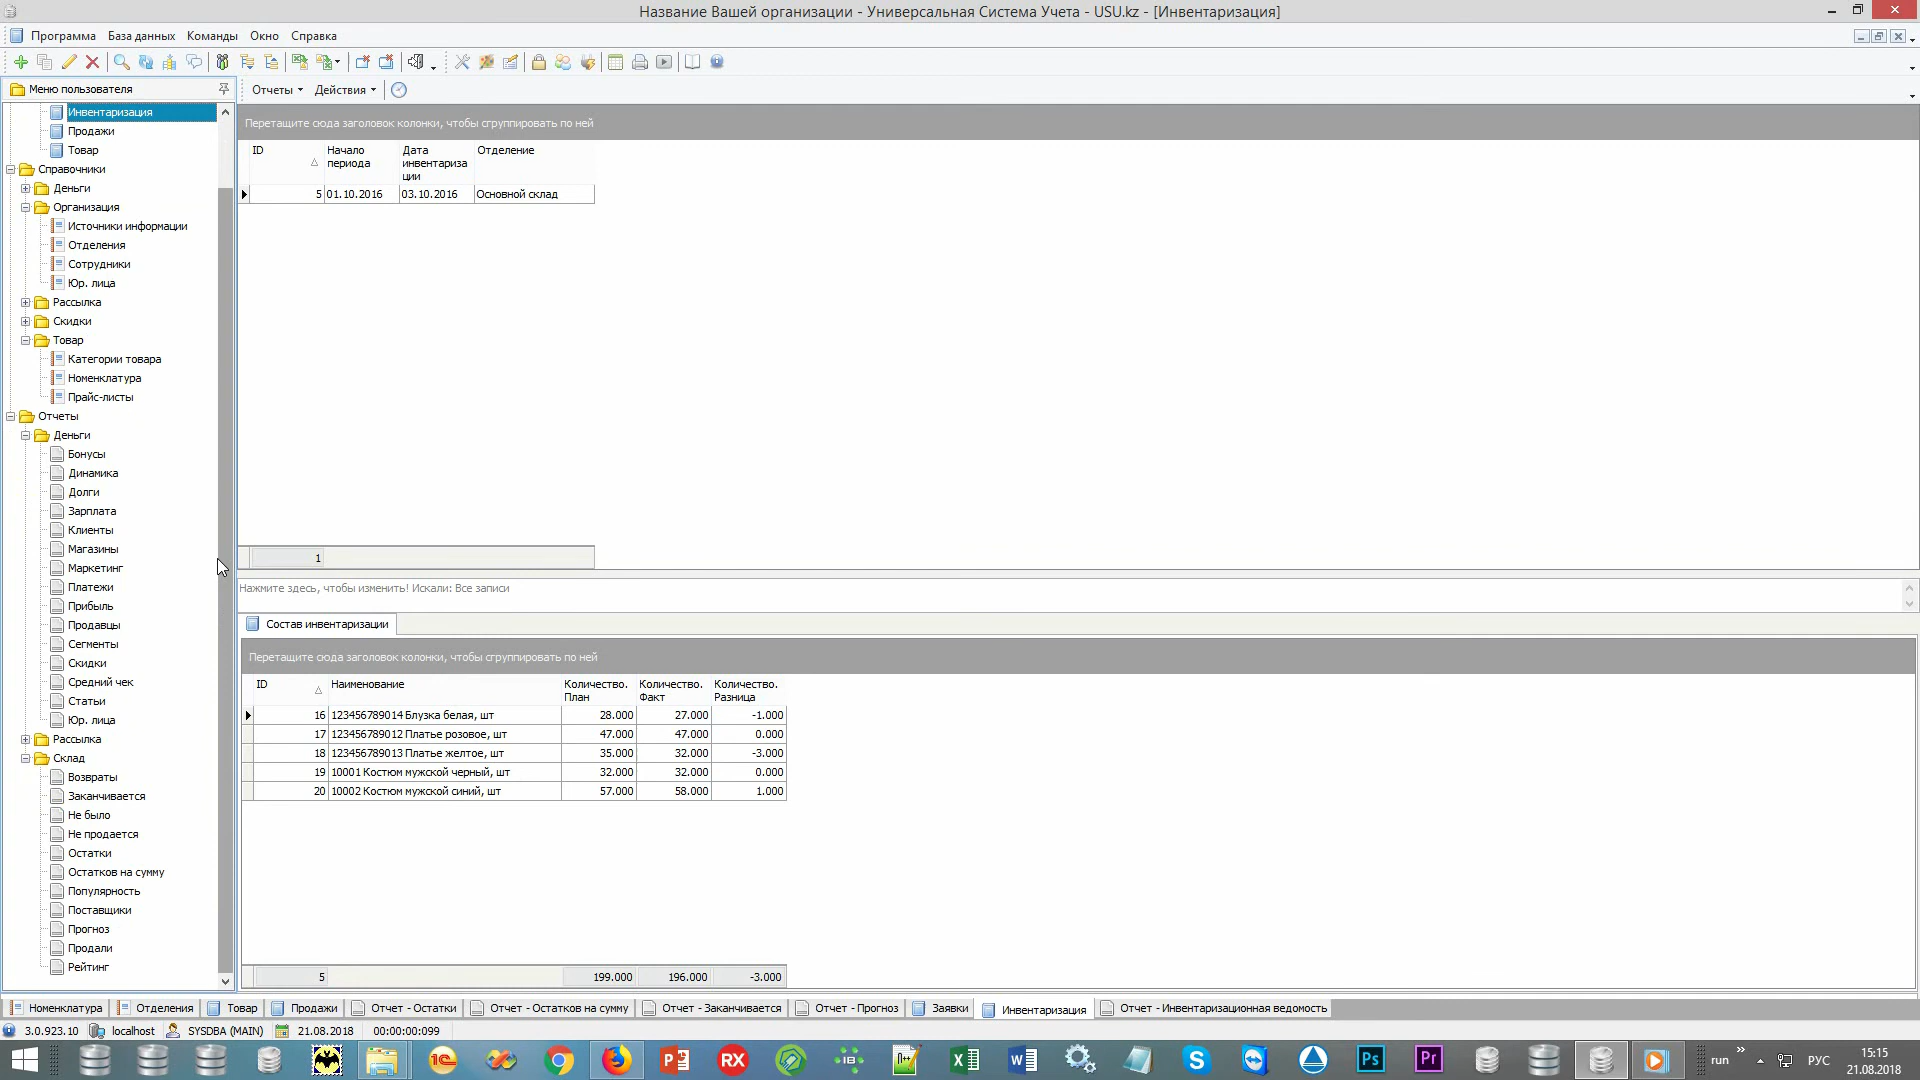 Название Вашей организации - Универсальная Система Учета - USU.kz - [Инвентаризация]
Программа База данных Команды Окно Справка
Меню пользователя
Отчеты Действия
Инвентаризация
Продажи
Товар
Справочники
Деньги
Организация
Источники информации
Отделения
Сотрудники
Юр. лица
Рассылка
Скидки
Товар
Категории товара
Номенклатура
Прайс-листы
Отчеты
Деньги
Бонусы
Динамика
Долги
Зарплата
Клиенты
Магазины
Маркетинг
Платежи
Прибыль
Продавцы
Сегменты
Скидки
Средний чек
Статьи
Юр. лица
Рассылка
Склад
Возвраты
Заканчивается
Не было
Не продается
Остатки
Остатков на сумму
Популярность
Поставщики
Прогноз
Продали
Рейтинг
Перетащите сюда заголовок колонки, чтобы сгруппировать по ней
ID Начало периода Дата инвентариза ции Отделение
5 01.10.2016 03.10.2016 Основной склад
1
Нажмите здесь, чтобы изменить! Искали: Все записи
Состав инвентаризации
Перетащите сюда заголовок колонки, чтобы сгруппировать по ней
ID Наименование Количество. План Количество. Факт Количество. Разница
16 123456789014 Блузка белая, шт 28.000 27.000 -1.000
17 123456789012 Платье розовое, шт 47.000 47.000 0.000
18 123456789013 Платье желтое, шт 35.000 32.000 -3.000
19 10001 Костюм мужской черный, шт 32.000 32.000 0.000
20 10002 Костюм мужской синий, шт 57.000 58.000 1.000
5 199.000 196.000 -3.000
Номенклатура Отделения Товар Продажи Отчет - Остатки Отчет - Остатков на сумму Отчет - Заканчивается Отчет - Прогноз Заявки Инвентаризация Отчет - Инвентаризационная ведомость
3.0.923.10 localhost SYSDBA (MAIN) 21.08.2018 00:00:00:099
run » РУС 15:15
21.08.2018